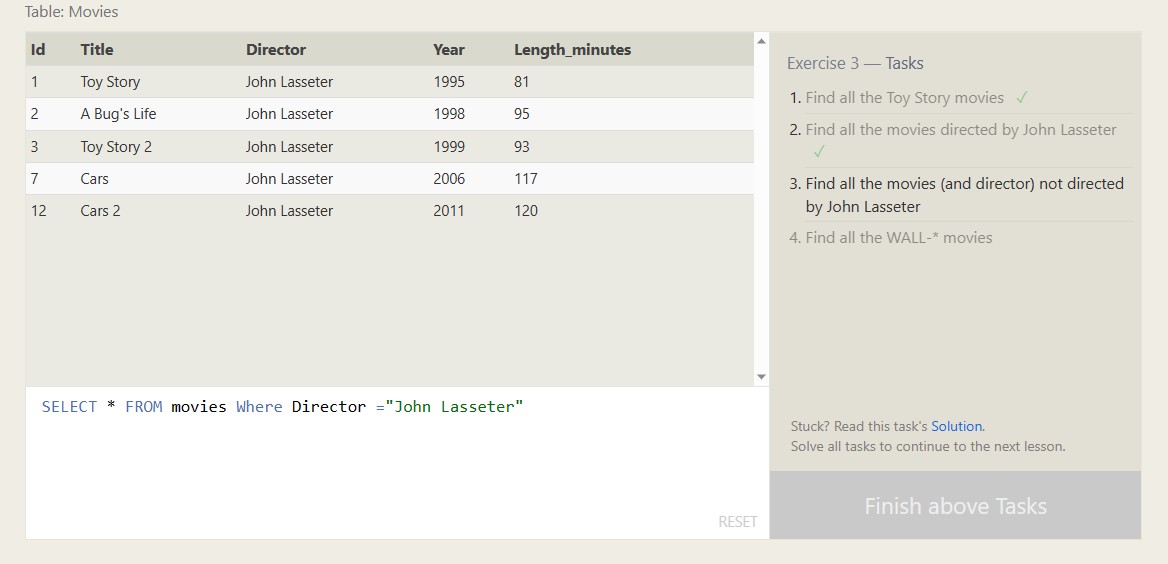 Table: Movies
Id Title Director Year Length_minutes
1 Toy Story John Lasseter 1995 81
2 A Bug's Life John Lasseter 1998 95
3 Toy Story 2 John Lasseter 1999 93
7 Cars John Lasseter 2006 117
12 Cars 2 John Lasseter 2011 120
SELECT * FROM movies Where Director ="John Lasseter"
RESET
Exercise 3 — Tasks
1. Find all the Toy Story movies ✓
2. Find all the movies directed by John Lasseter
✓
3. Find all the movies (and director) not directed
by John Lasseter
4. Find all the WALL-* movies
Stuck? Read this task's Solution.
Solve all tasks to continue to the next lesson.
Finish above Tasks